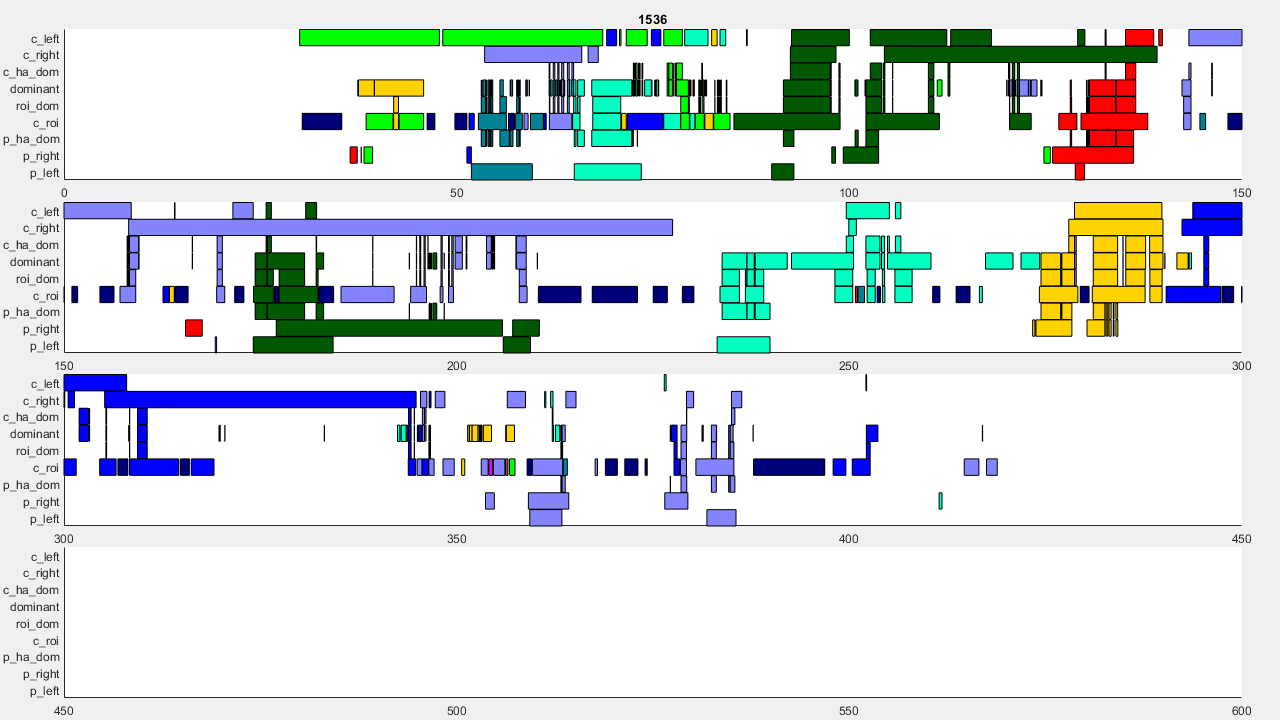 1536
c_left
c_right
c_ha_dom
dominant
roi_dom
c_roi
p_ha_dom
p_right
p_left
0 50 100 150
c_left
c_right
c_ha_dom
dominant
roi_dom
c_roi
p_ha_dom
p_right
p_left
150 200 250 300
c_left
c_right
c_ha_dom
dominant
roi_dom
c_roi
p_ha_dom
p_right
p_left
300 350 400 450
c_left
c_right
c_ha_dom
dominant
roi_dom
c_roi
p_ha_dom
p_right
p_left
450 500 550 600